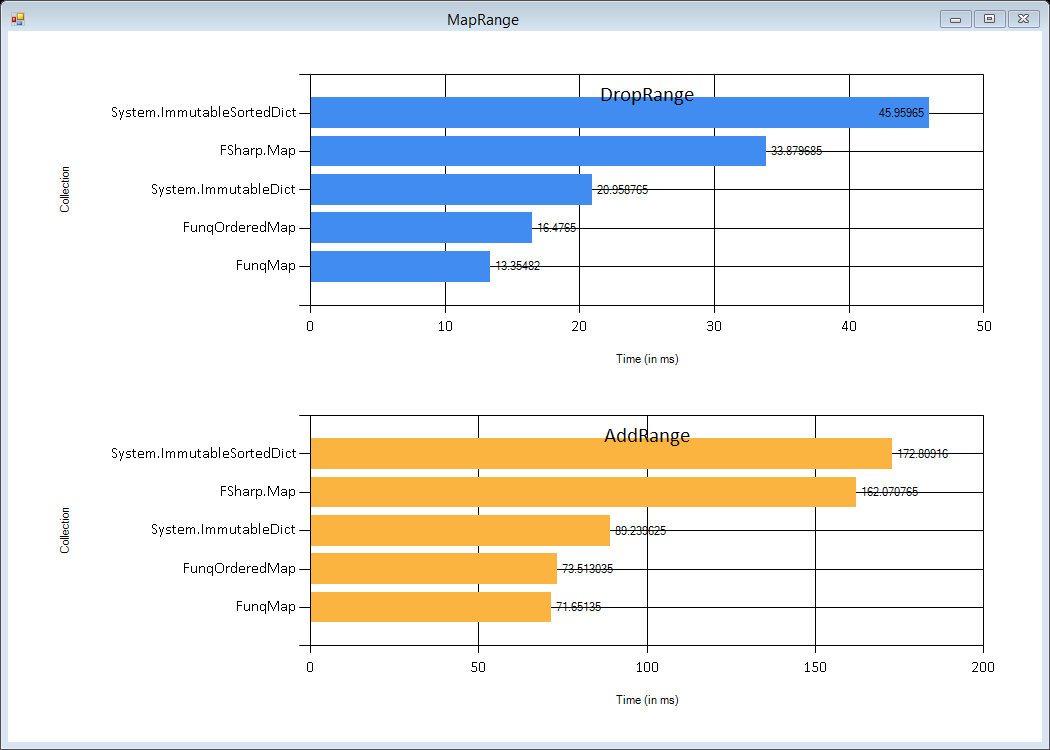 MapRange
DropRange
System.ImmutableSortedDict
45.95965
FSharp.Map
33.879685
System.ImmutableDict
20.958765
FunqOrderedMap
16.4765
FunqMap
13.35482
Collection
0 10 20 30 40 50
Time (in ms)
AddRange
System.ImmutableSortedDict
172.80916
FSharp.Map
162.070765
System.ImmutableDict
89.239625
FunqOrderedMap
73.513035
FunqMap
71.65135
Collection
0 50 100 150 200
Time (in ms)